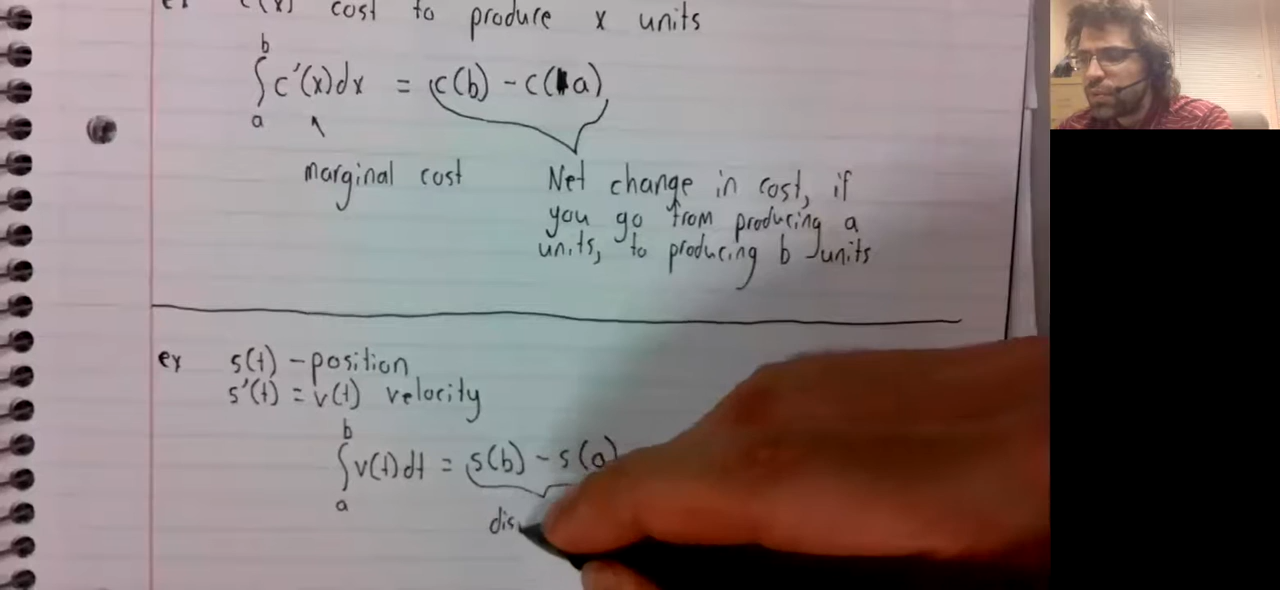 cost to produce x units
b
∫ c'(x)dx = c(b) - c(a)
a
marginal cost
Net change in cost, if
you go from producing a
units, to producing b units
ex s(t) - position
s'(t) = v(t) velocity
b
∫ v(t)dt = s(b) - s(a)
a
dis